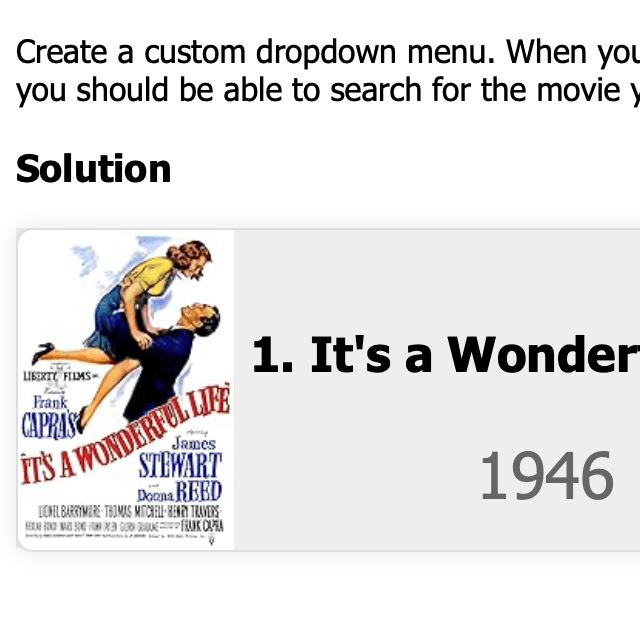 Create a custom dropdown menu. When you
you should be able to search for the movie y
Solution
LIBERTY FILMS
Frank
CAPRA'S
IT'S A WONDERFUL LIFE
James
STEWART
Donna REED
LIONEL BARRYMORE · THOMAS MITCHELL · HENRY TRAVERS
FRANK CAPRA
1. It's a Wonder
1946